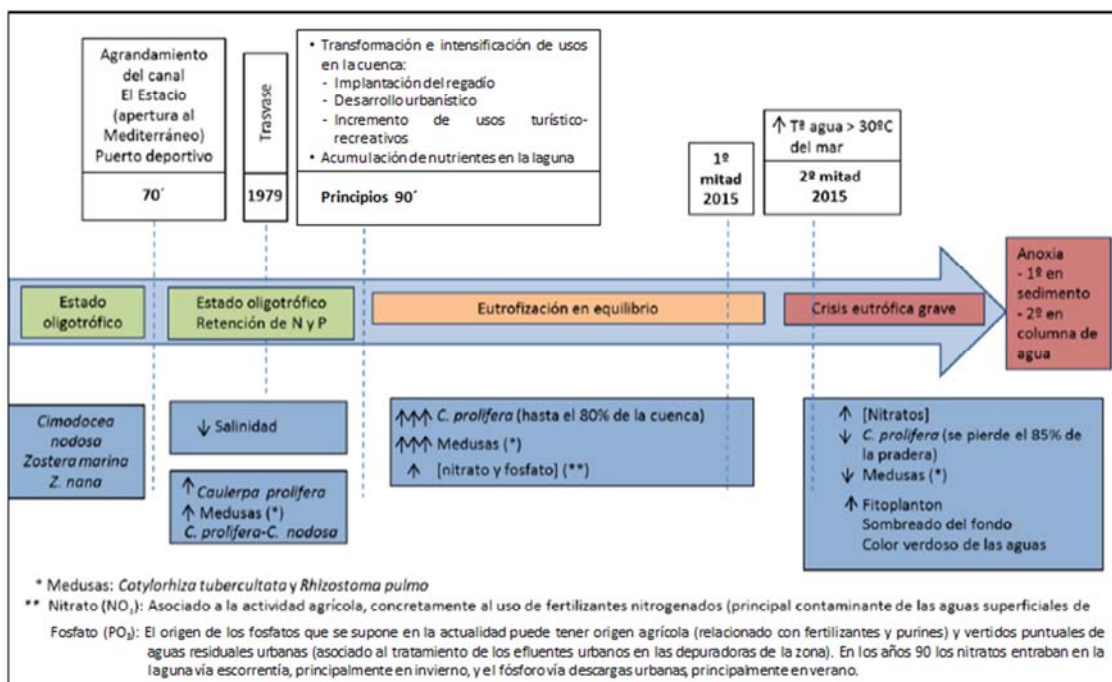 Agrandamiento
del canal
El Estacio
(apertura al
Mediterráneo)
Puerto deportivo
70´
Trasvase
1979
• Transformación e intensificación de usos
en la cuenca:
- Implantación del regadío
- Desarrollo urbanístico
- Incremento de usos turístico-
recreativos
• Acumulación de nutrientes en la laguna
Principios 90´
1º
mitad
2015
↑ Tª agua > 30ºC
del mar
2º mitad
2015
Estado
oligotrófico
Estado oligotrófico
Retención de N y P
Eutrofización en equilibrio
Crisis eutrófica grave
Anoxia
- 1º en
sedimento
- 2º en
columna de
agua
Cimodocea
nodosa
Zostera marina
Z. nana
↓ Salinidad
↑ Caulerpa prolifera
↑ Medusas (*)
C. prolifera-C. nodosa
↑↑↑ C. prolifera (hasta el 80% de la cuenca)
↑↑↑ Medusas (*)
↑ [nitrato y fosfato] (**)
↑ [Nitratos]
↓ C. prolifera (se pierde el 85% de
la pradera)
↓ Medusas (*)
↑ Fitoplanton
Sombreado del fondo
Color verdoso de las aguas
* Medusas: Cotylorhiza tubercultata y Rhizostoma pulmo
** Nitrato (NO₃): Asociado a la actividad agrícola, concretamente al uso de fertilizantes nitrogenados (principal contaminante de las aguas superficiales de
Fosfato (PO₃): El origen de los fosfatos que se supone en la actualidad puede tener origen agrícola (relacionado con fertilizantes y purines) y vertidos puntuales de
aguas residuales urbanas (asociado al tratamiento de los efluentes urbanos en las depuradoras de la zona). En los años 90 los nitratos entraban en la
laguna vía escorrentía, principalmente en invierno, y el fósforo vía descargas urbanas, principalmente en verano.